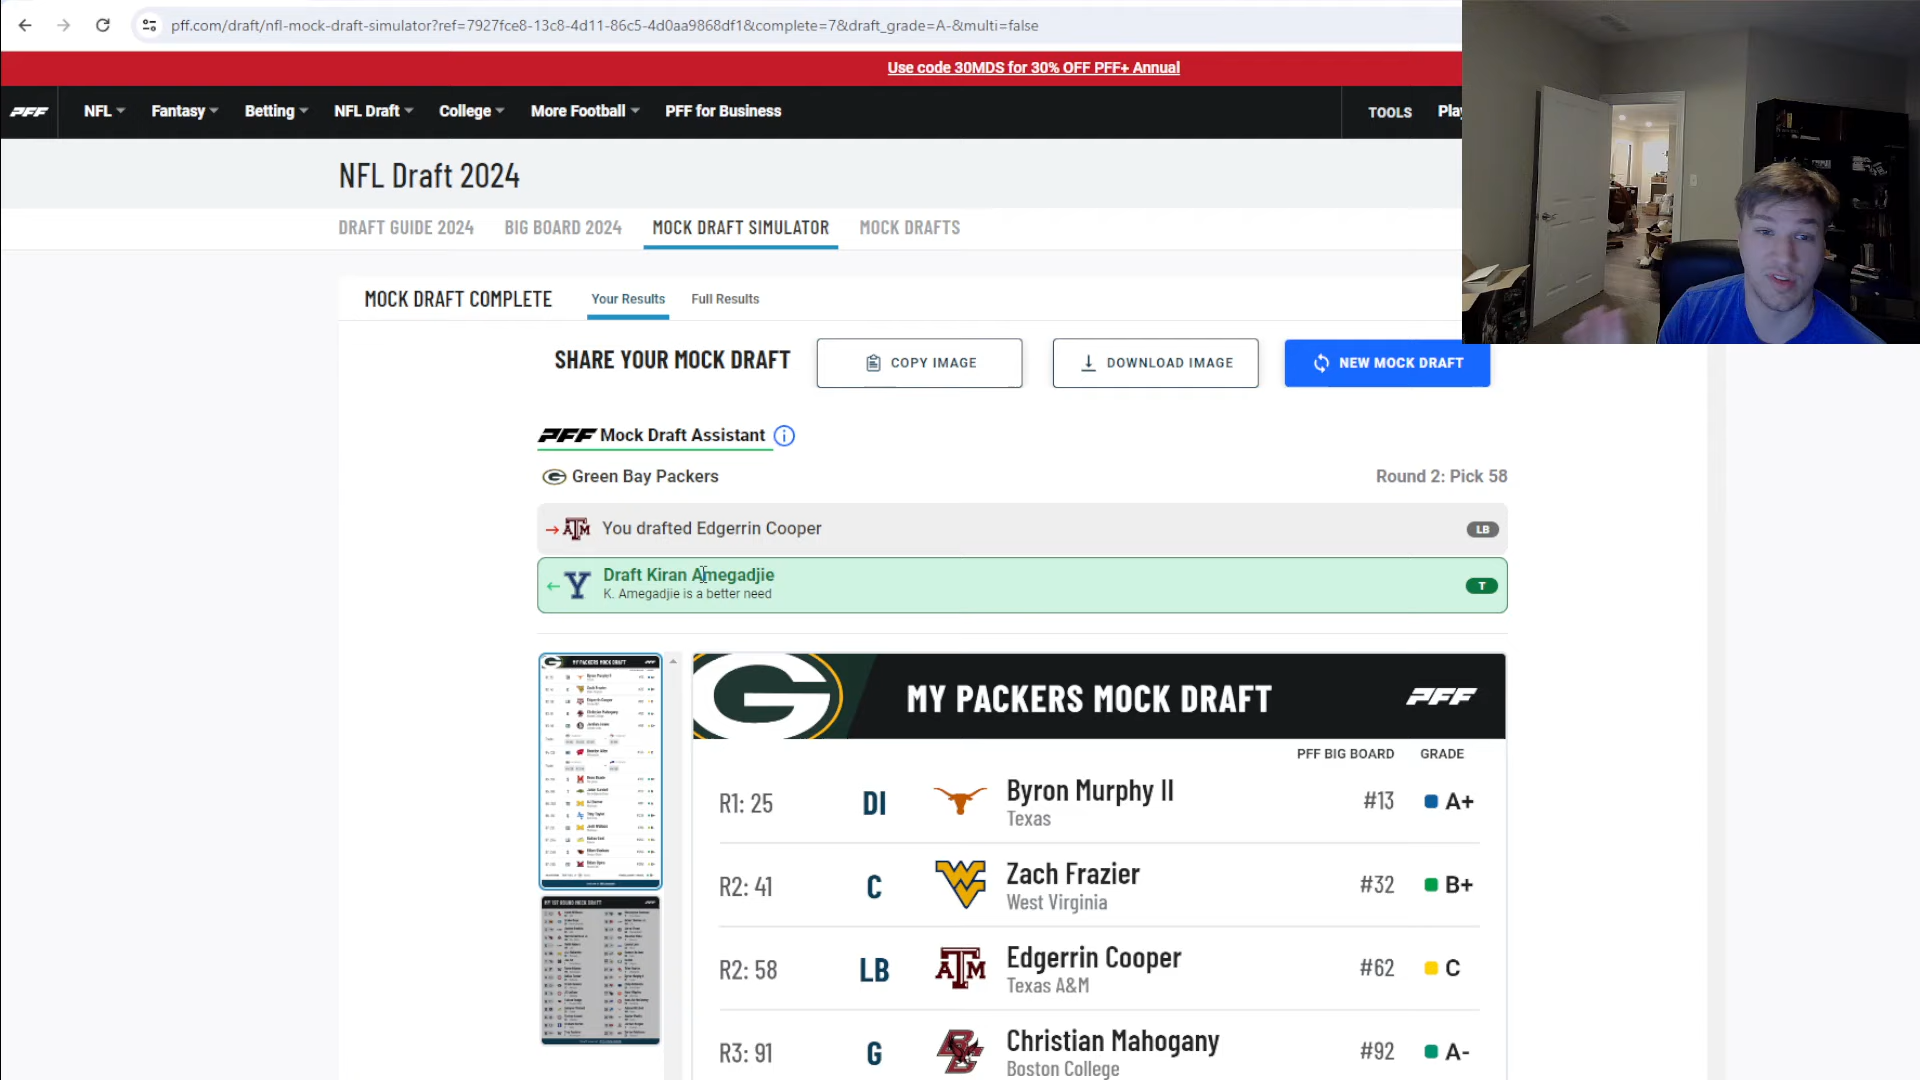 pff.com/draft/nfl-mock-draft-simulator?ref=7927fce8-13c8-4d11-86c5-4d0aa9868df1&complete=7&draft_grade=A-&multi=false
Use code 30MDS for 30% OFF PFF+ Annual
PFF NFL Fantasy Betting NFL Draft College More Football PFF for Business TOOLS
NFL Draft 2024
DRAFT GUIDE 2024 BIG BOARD 2024 MOCK DRAFT SIMULATOR MOCK DRAFTS
MOCK DRAFT COMPLETE Your Results Full Results
SHARE YOUR MOCK DRAFT COPY IMAGE DOWNLOAD IMAGE NEW MOCK DRAFT
PFF Mock Draft Assistant
Green Bay Packers Round 2: Pick 58
You drafted Edgerrin Cooper LB
Draft Kiran Amegadjie T
K. Amegadjie is a better need
MY PACKERS MOCK DRAFT PFF
PFF BIG BOARD GRADE
R1: 25 DI Byron Murphy II #13 A+
Texas
R2: 41 C Zach Frazier #32 B+
West Virginia
R2: 58 LB Edgerrin Cooper #62 C
Texas A&M
R3: 91 G Christian Mahogany #92 A-
Boston College